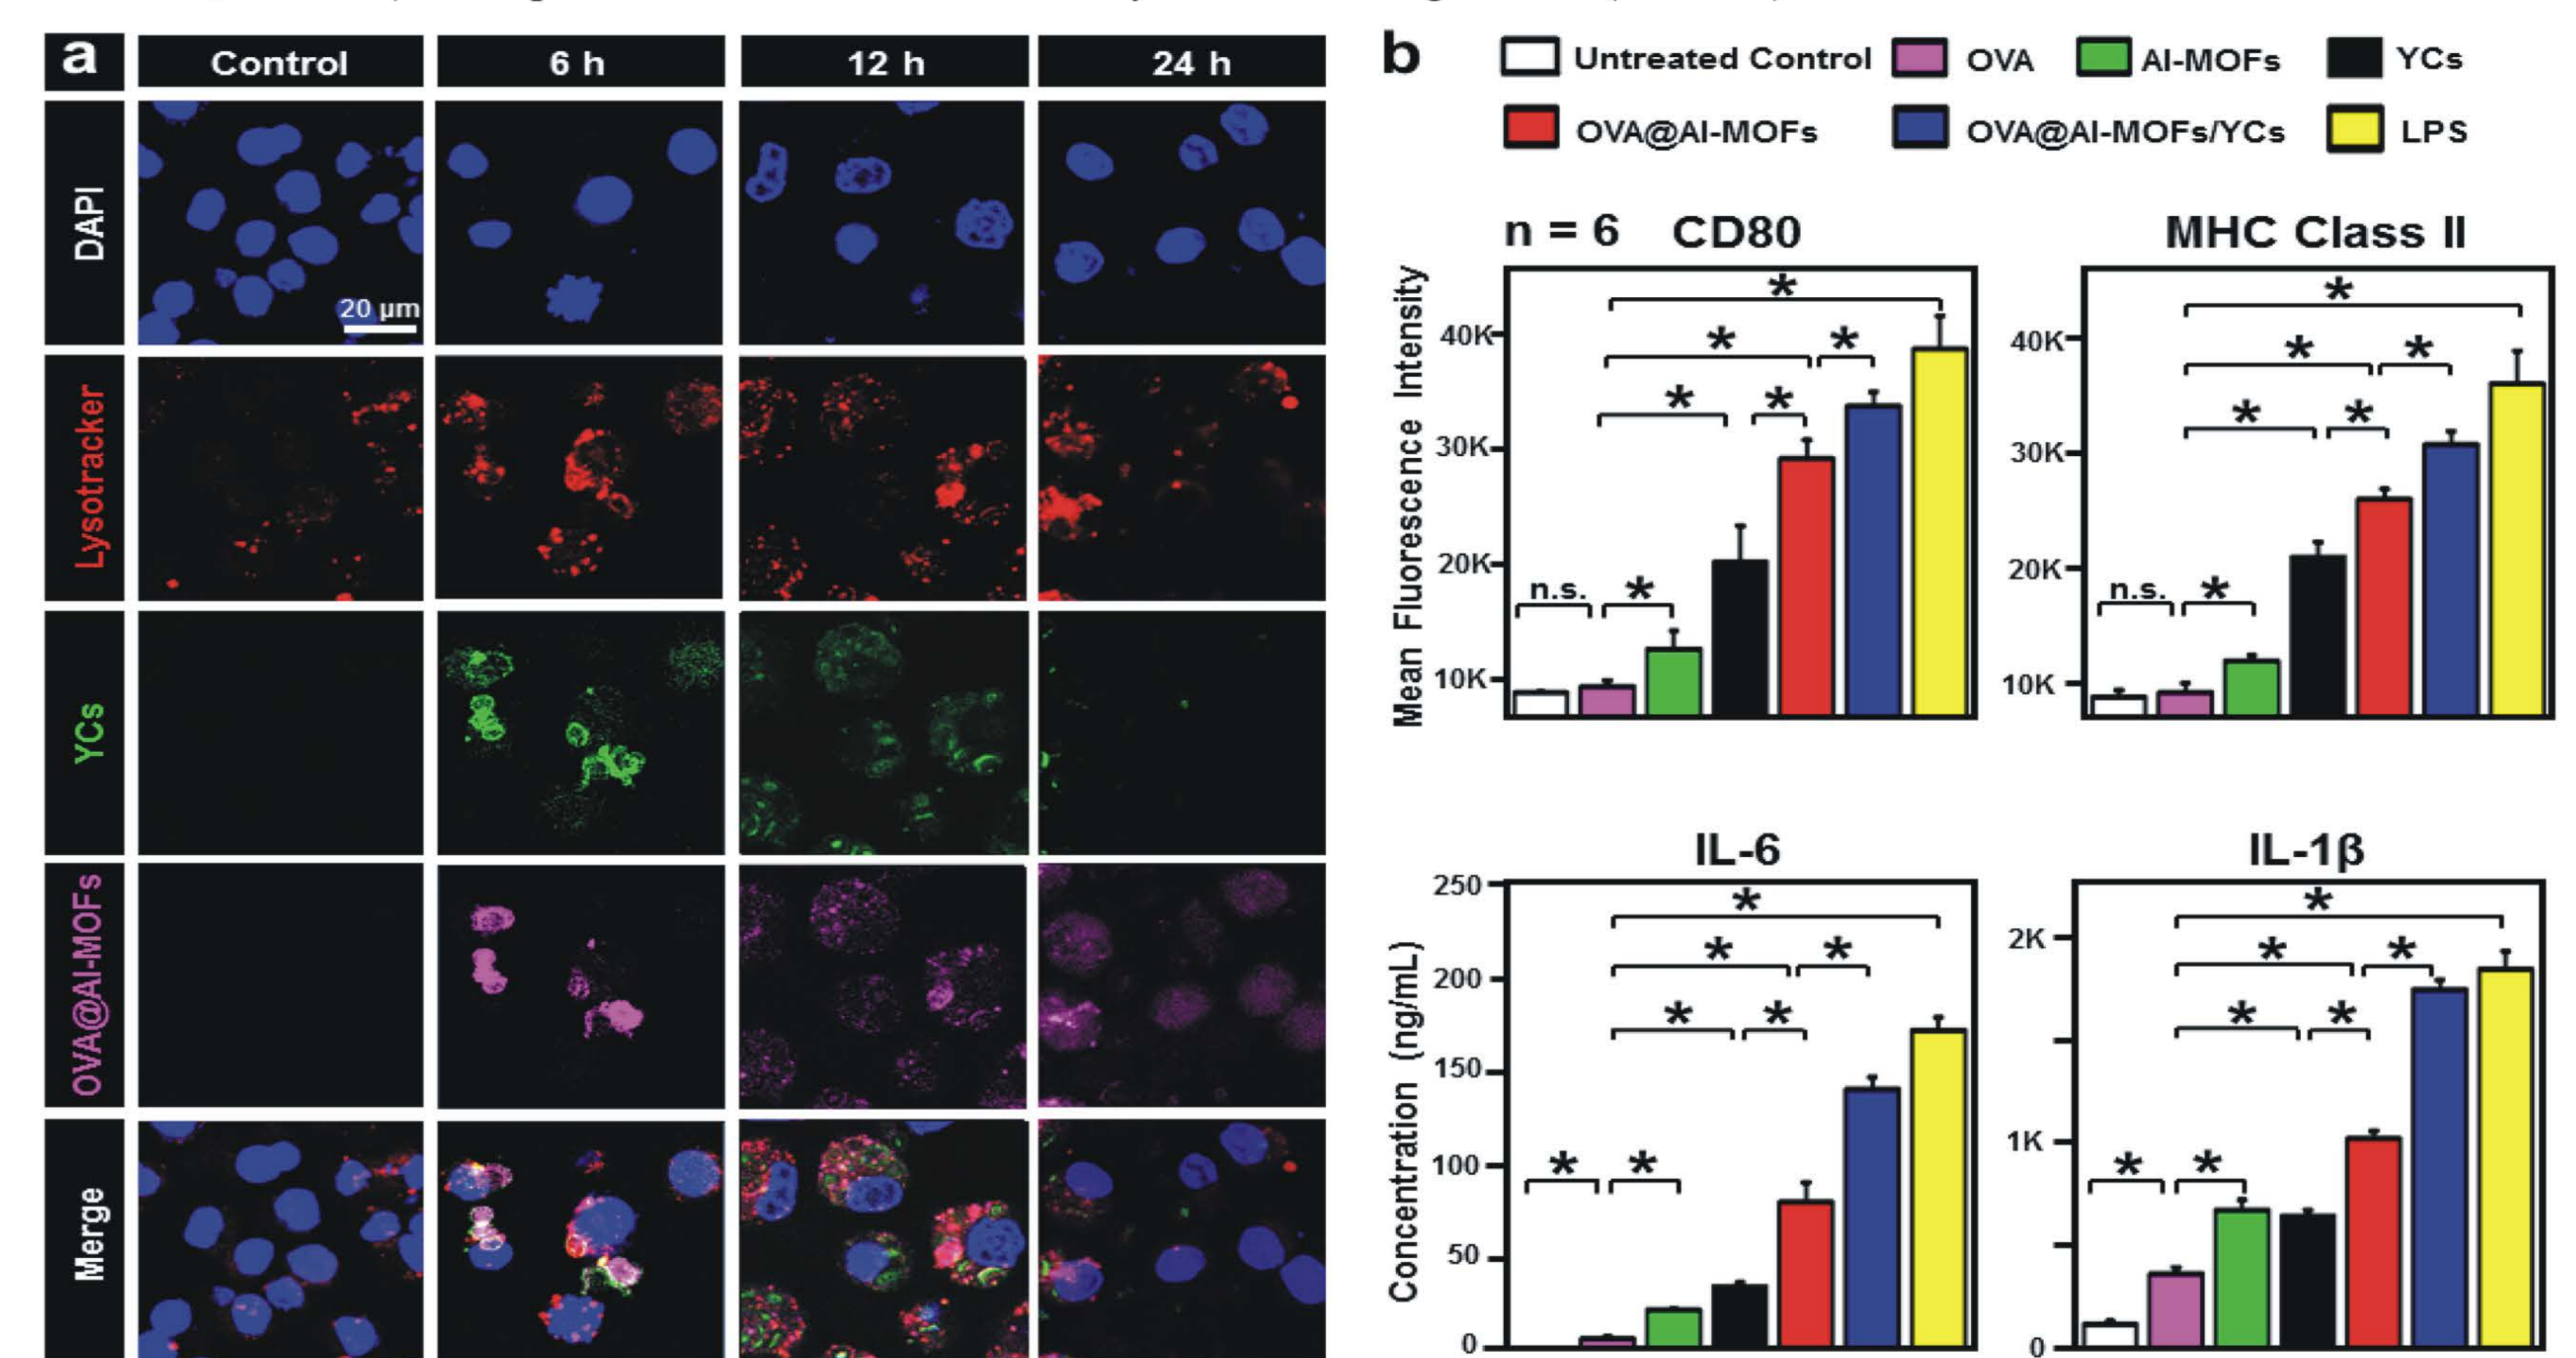 a
Control
6 h
12 h
24 h
DAPI
20 µm
Lysotracker
YCs
OVA@Al-MOFs
Merge
b
Untreated Control
OVA
Al-MOFs
YCs
OVA@Al-MOFs
OVA@Al-MOFs/YCs
LPS
n = 6
CD80
Mean Fluorescence Intensity
40K
30K
20K
10K
n.s.
*
*
*
*
*
*
MHC Class II
40K
30K
20K
10K
n.s.
*
*
*
*
*
*
IL-6
Concentration (ng/mL)
250
200
150
100
50
0
*
*
*
*
*
*
*
IL-1β
2K
1K
0
*
*
*
*
*
*
*